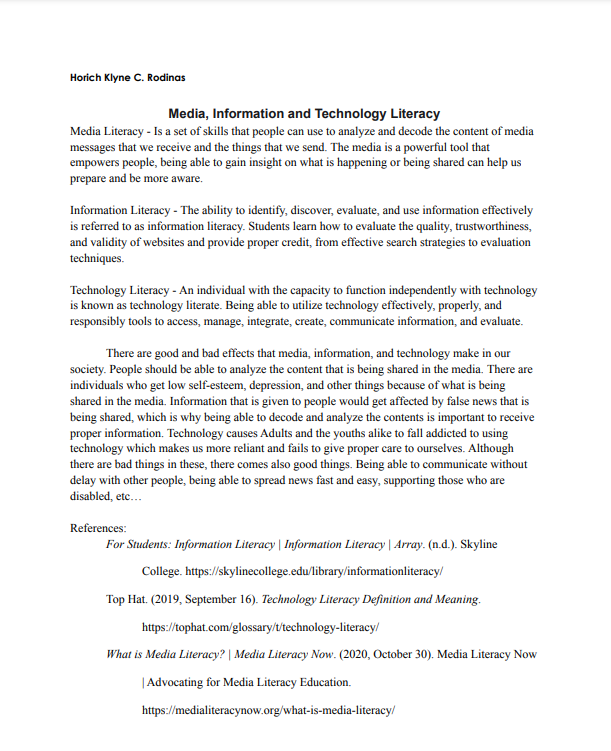 Horich Klyne C. Rodinas
Media, Information and Technology Literacy
Media Literacy - Is a set of skills that people can use to analyze and decode the content of media
messages that we receive and the things that we send. The media is a powerful tool that
empowers people, being able to gain insight on what is happening or being shared can help us
prepare and be more aware.
Information Literacy - The ability to identify, discover, evaluate, and use information effectively
is referred to as information literacy. Students learn how to evaluate the quality, trustworthiness,
and validity of websites and provide proper credit, from effective search strategies to evaluation
techniques.
Technology Literacy - An individual with the capacity to function independently with technology
is known as technology literate. Being able to utilize technology effectively, properly, and
responsibly tools to access, manage, integrate, create, communicate information, and evaluate.
There are good and bad effects that media, information, and technology make in our
society. People should be able to analyze the content that is being shared in the media. There are
individuals who get low self-esteem, depression, and other things because of what is being
shared in the media. Information that is given to people would get affected by false news that is
being shared, which is why being able to decode and analyze the contents is important to receive
proper information. Technology causes Adults and the youths alike to fall addicted to using
technology which makes us more reliant and fails to give proper care to ourselves. Although
there are bad things in these, there comes also good things. Being able to communicate without
delay with other people, being able to spread news fast and easy, supporting those who are
disabled, etc…
References:
For Students: Information Literacy | Information Literacy | Array. (n.d.). Skyline
College. https://skylinecollege.edu/library/informationliteracy/
Top Hat. (2019, September 16). Technology Literacy Definition and Meaning.
https://tophat.com/glossary/t/technology-literacy/
What is Media Literacy? | Media Literacy Now. (2020, October 30). Media Literacy Now
| Advocating for Media Literacy Education.
https://medialiteracynow.org/what-is-media-literacy/